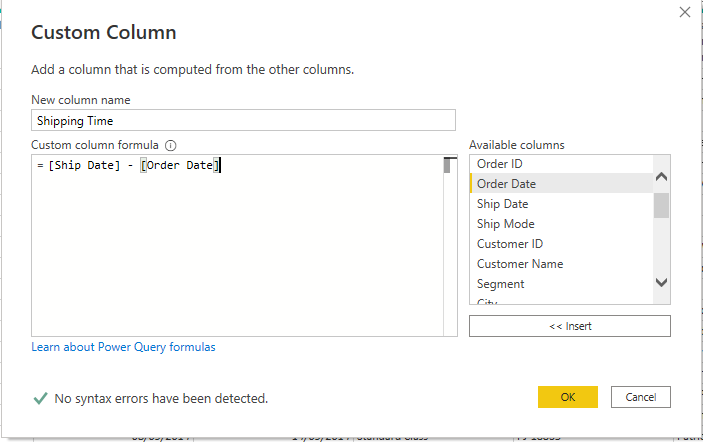 Custom Column
Add a column that is computed from the other columns.
New column name
Shipping Time
Custom column formula
Available columns
= [Ship Date] - [Order Date]
Order ID
Order Date
Ship Date
Ship Mode
Customer ID
Customer Name
Segment
City
<< Insert
Learn about Power Query formulas
No syntax errors have been detected.
OK
Cancel